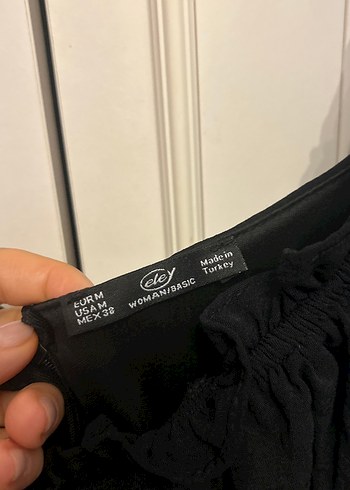 EUR M
USA M
MEX 38
eley
WOMAN/BASIC
Made in
Turkey